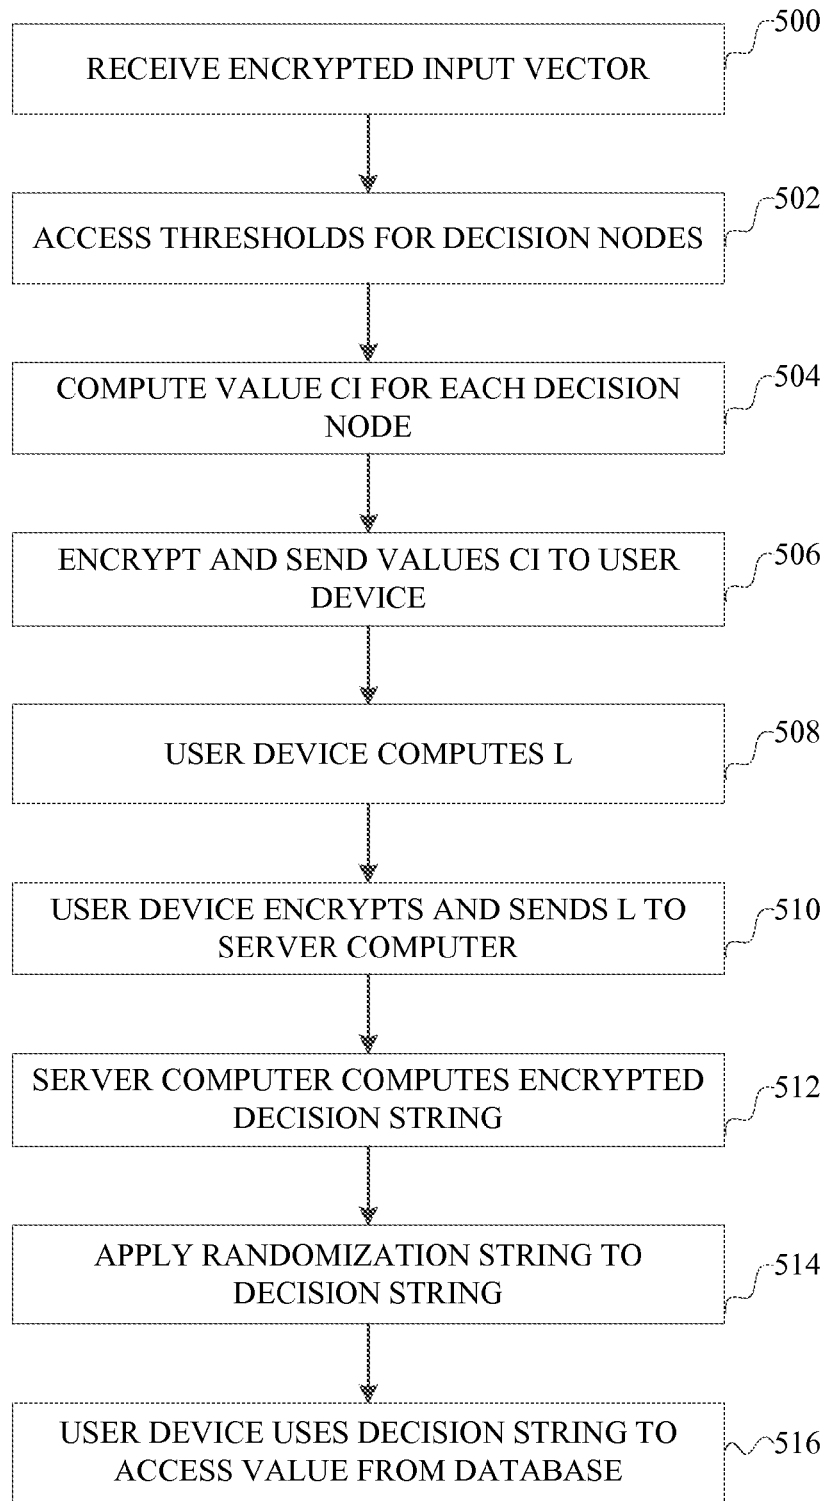 500
RECEIVE ENCRYPTED INPUT VECTOR
502
ACCESS THRESHOLDS FOR DECISION NODES
504
COMPUTE VALUE CI FOR EACH DECISION
NODE
506
ENCRYPT AND SEND VALUES CI TO USER
DEVICE
508
USER DEVICE COMPUTES L
510
USER DEVICE ENCRYPTS AND SENDS L TO
SERVER COMPUTER
512
SERVER COMPUTER COMPUTES ENCRYPTED
DECISION STRING
514
APPLY RANDOMIZATION STRING TO
DECISION STRING
516
USER DEVICE USES DECISION STRING TO
ACCESS VALUE FROM DATABASE